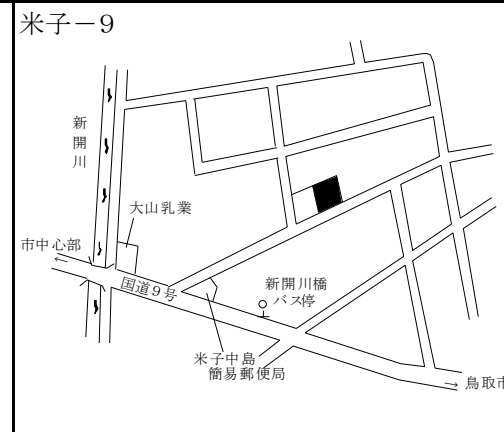 米子－9
新開川
大山乳業
市中心部
←
国道9号
新開川橋
バス停
米子中島
簡易郵便局
→ 鳥取市